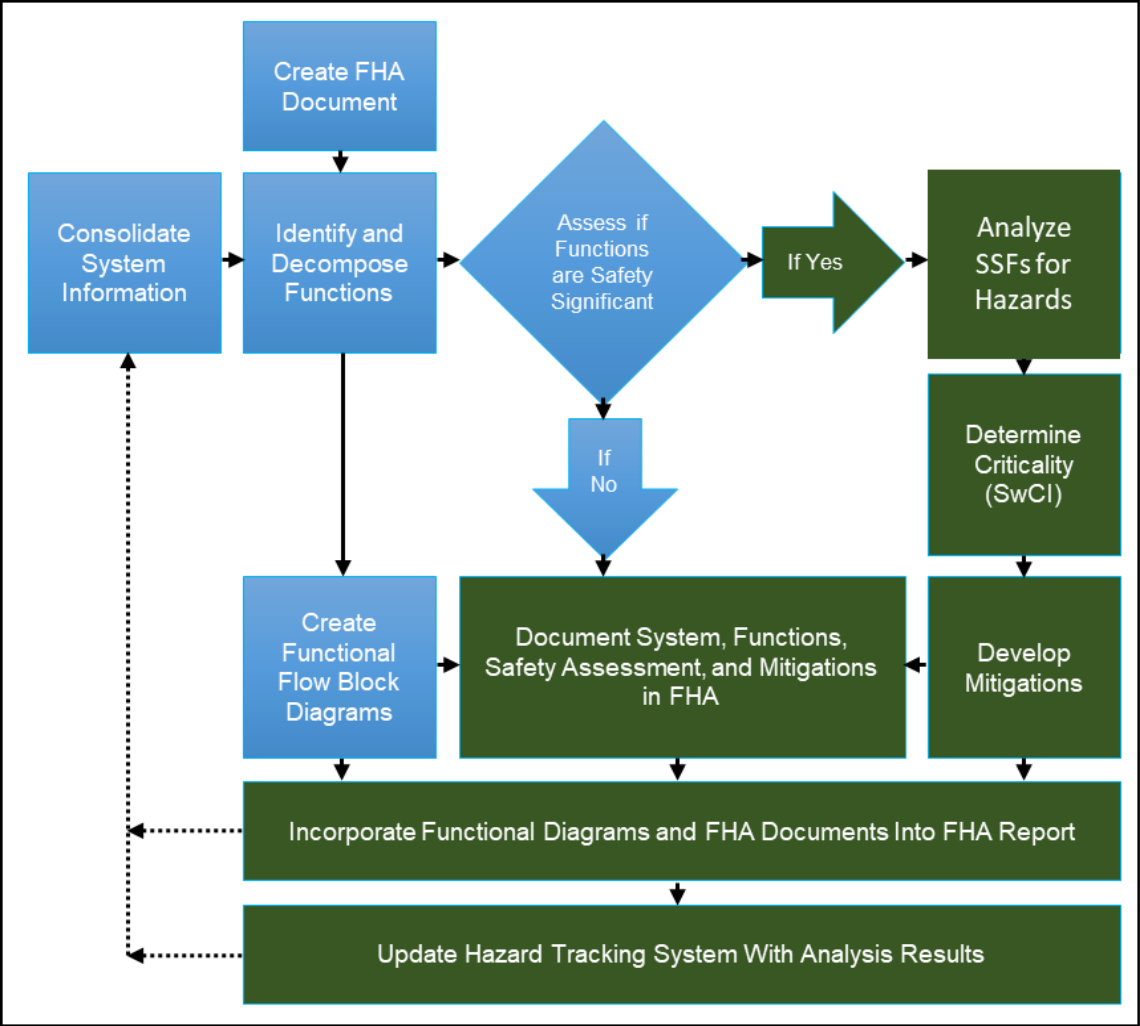 Create FHA
Document
Consolidate
System
Information
Identify and
Decompose
Functions
Assess if
Functions
are Safety
Significant
If Yes
Analyze
SSFs for
Hazards
If
No
Determine
Criticality
(SwCI)
Create
Functional
Flow Block
Diagrams
Document System, Functions,
Safety Assessment, and Mitigations
in FHA
Develop
Mitigations
Incorporate Functional Diagrams and FHA Documents Into FHA Report
Update Hazard Tracking System With Analysis Results